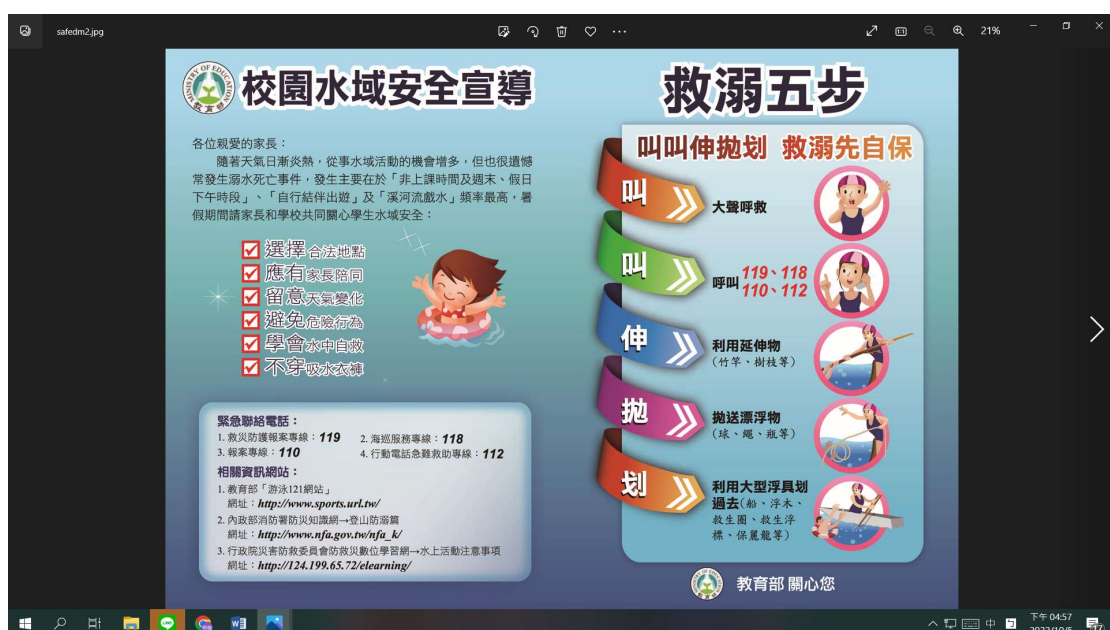 safedm2.jpg
21%
MINISTRY OF EDUCATION
教育部
校園水域安全宣導
各位親愛的家長：
隨著天氣日漸炎熱，從事水域活動的機會增多，但也很遺憾
常發生溺水死亡事件，發生主要在於「非上課時間及週末、假日
下午時段」、「自行結伴出遊」及「溪河流戲水」頻率最高，暑
假期間請家長和學校共同關心學生水域安全：
選擇合法地點
應有家長陪同
留意天氣變化
避免危險行為
學會水中自救
不穿吸水衣褲
緊急聯絡電話：
1. 救災防護報案專線：119 2. 海巡服務專線：118
3. 報案專線：110 4. 行動電話急難救助專線：112
相關資訊網站：
1. 教育部「游泳121網站」
網址：http://www.sports.url.tw/
2. 內政部消防署防災知識網→登山防溺篇
網址：http://www.nfa.gov.tw/nfa_k/
3. 行政院災害防救委員會防救災數位學習網→水上活動注意事項
網址：http://124.199.65.72/elearning/
救溺五步
叫叫伸拋划 救溺先自保
叫 大聲呼救
叫 呼叫 119、118
110、112
伸 利用延伸物
（竹竿、樹枝等）
拋 拋送漂浮物
（球、繩、瓶等）
划 利用大型浮具划
過去（船、浮木、
救生圈、救生浮
標、保麗龍等）
教育部 關心您
中
下午 04:57